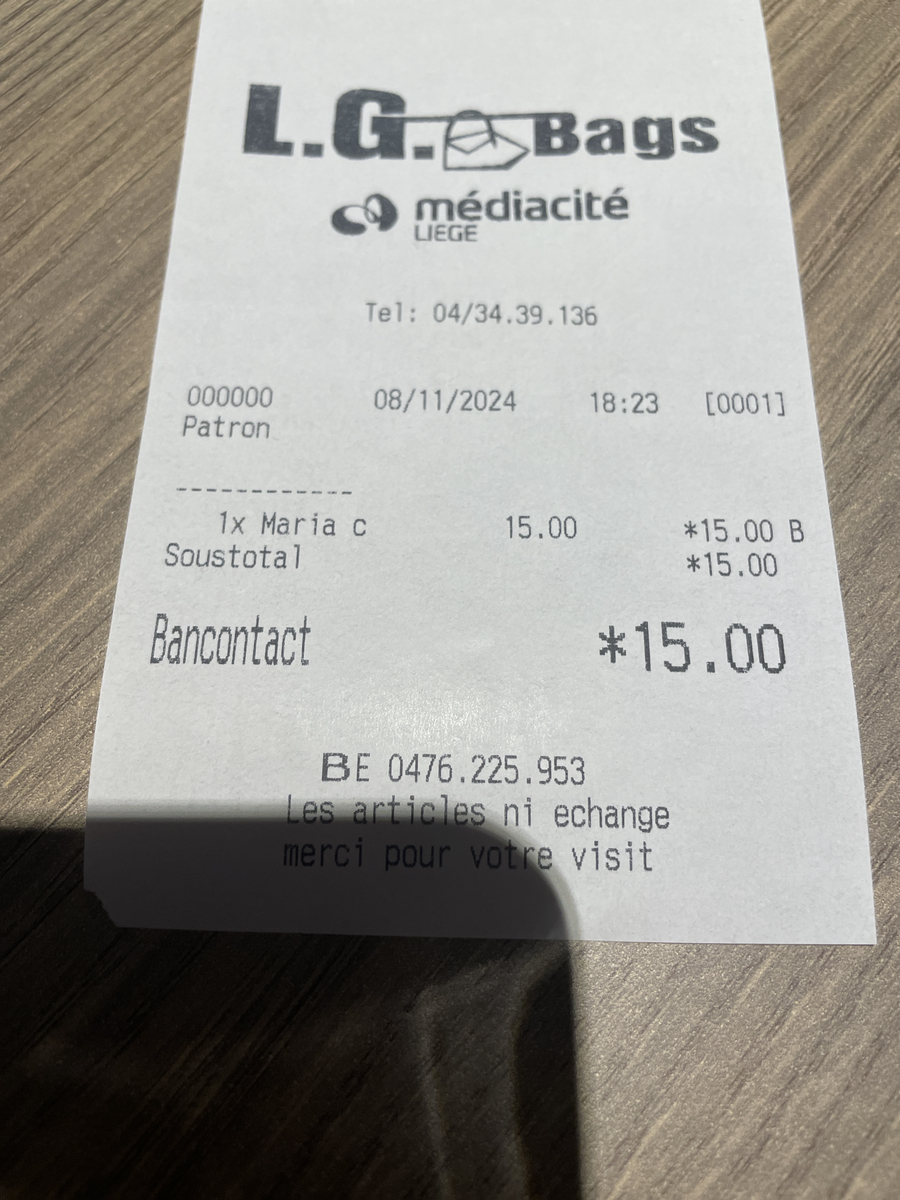 L.G. Bags
médiacité
LIEGE
Tel: 04/34.39.136
000000 08/11/2024 18:23 [0001]
Patron
------------
1x Maria c 15.00 *15.00 B
Soustotal *15.00
Bancontact *15.00
BE 0476.225.953
Les articles ni echange
merci pour votre visit